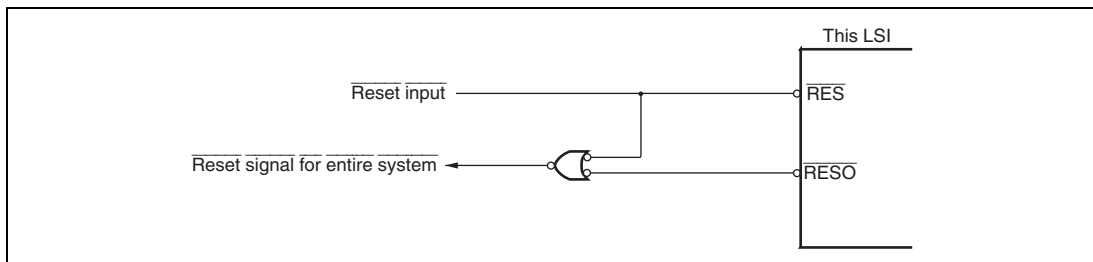 This LSI
Reset input
RES
Reset signal for entire system
RESO